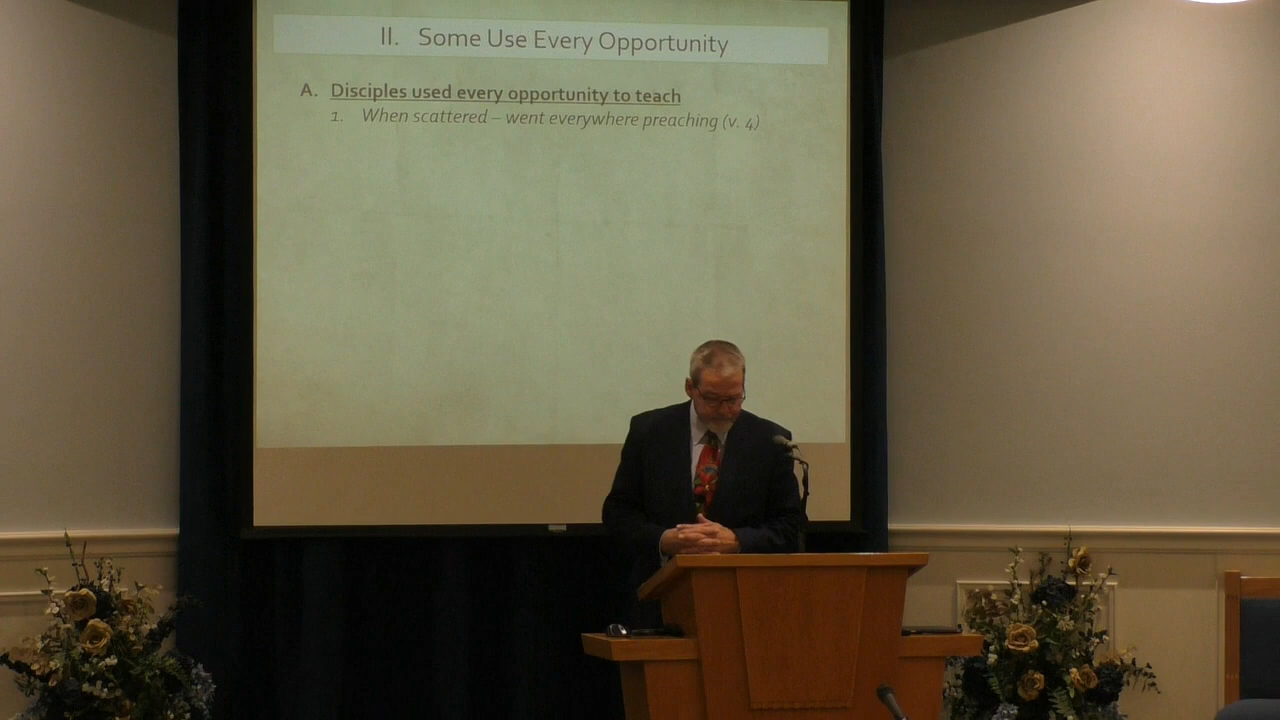 II. Some Use Every Opportunity
A. Disciples used every opportunity to teach
1. When scattered – went everywhere preaching (v. 4)